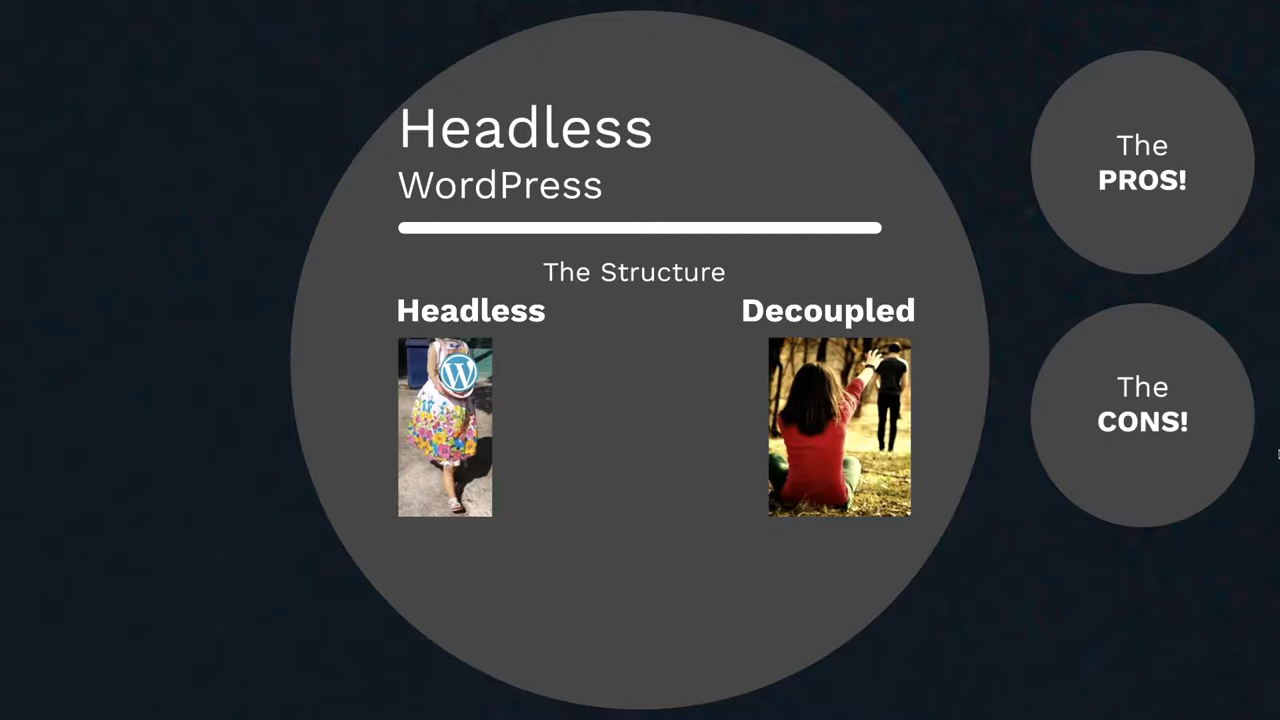 Headless
WordPress
The Structure
Headless
Decoupled
The
PROS!
The
CONS!